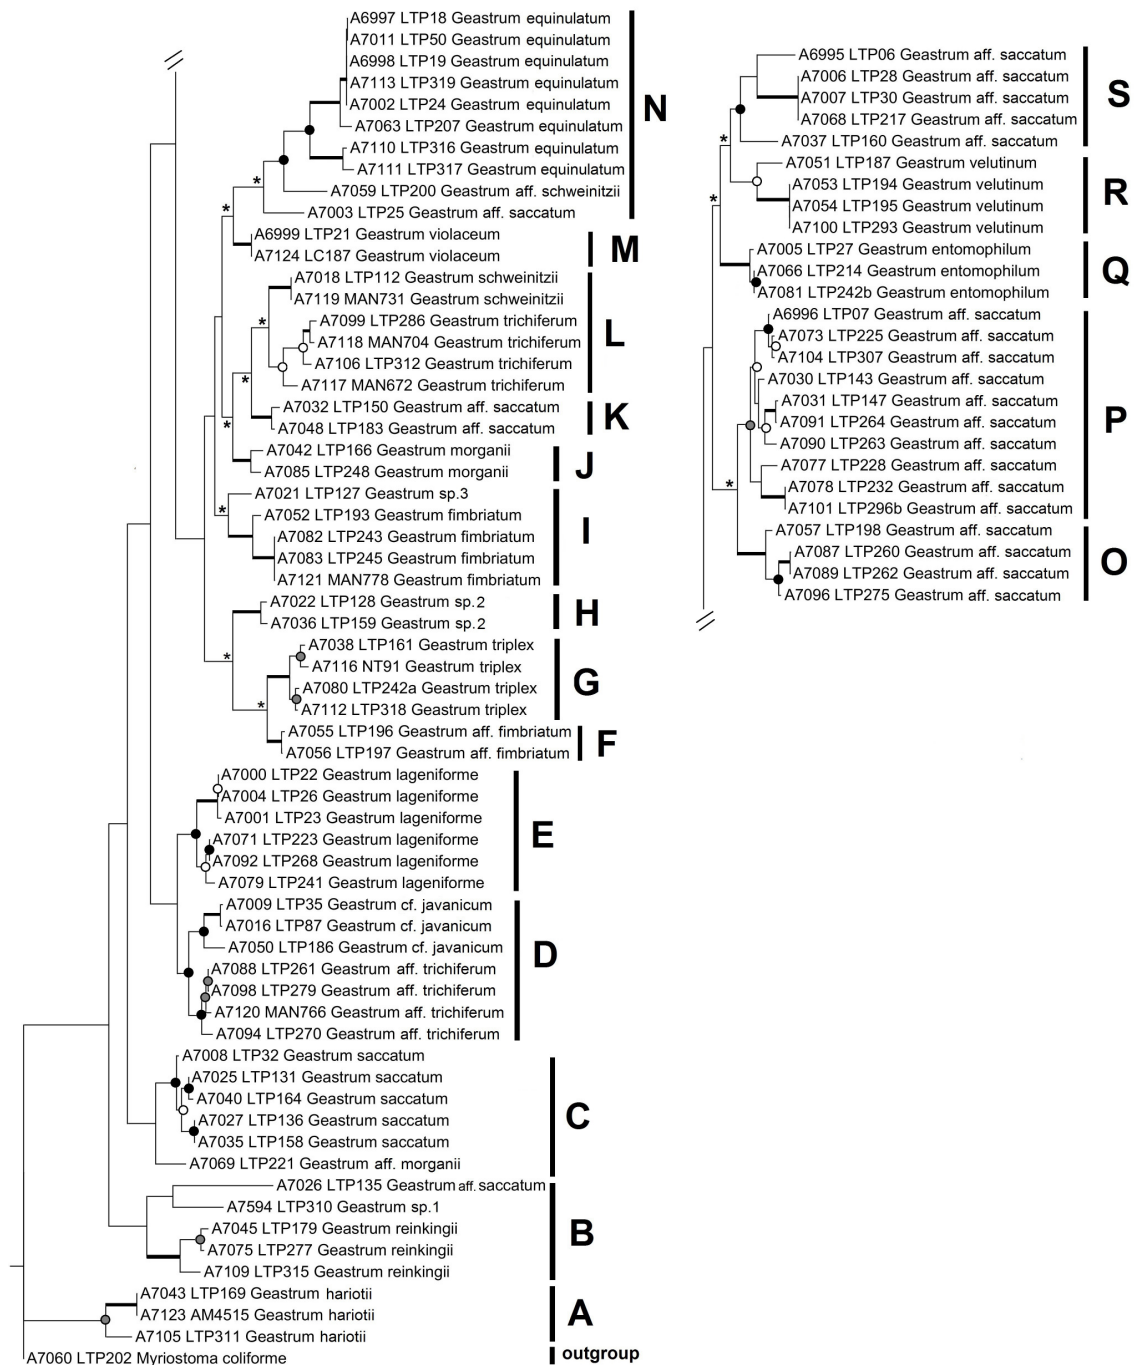 A6997 LTP18 Geastrum equinulatum
A7011 LTP50 Geastrum equinulatum
A6998 LTP19 Geastrum equinulatum
A7113 LTP319 Geastrum equinulatum
A7002 LTP24 Geastrum equinulatum
A7063 LTP207 Geastrum equinulatum
A7110 LTP316 Geastrum equinulatum
A7111 LTP317 Geastrum equinulatum
A7059 LTP200 Geastrum aff. schweinitzii
A7003 LTP25 Geastrum aff. saccatum
N
*
*
A6999 LTP21 Geastrum violaceum
A7124 LC187 Geastrum violaceum
M
A7018 LTP112 Geastrum schweinitzii
A7119 MAN731 Geastrum schweinitzii
A7099 LTP286 Geastrum trichiferum
A7118 MAN704 Geastrum trichiferum
A7106 LTP312 Geastrum trichiferum
A7117 MAN672 Geastrum trichiferum
L
*
*
A7032 LTP150 Geastrum aff. saccatum
A7048 LTP183 Geastrum aff. saccatum
K
*
A7042 LTP166 Geastrum morganii
A7085 LTP248 Geastrum morganii
J
A7021 LTP127 Geastrum sp.3
A7052 LTP193 Geastrum fimbriatum
A7082 LTP243 Geastrum fimbriatum
A7083 LTP245 Geastrum fimbriatum
A7121 MAN778 Geastrum fimbriatum
I
*
A7022 LTP128 Geastrum sp.2
A7036 LTP159 Geastrum sp.2
H
*
A7038 LTP161 Geastrum triplex
A7116 NT91 Geastrum triplex
A7080 LTP242a Geastrum triplex
A7112 LTP318 Geastrum triplex
G
*
A7055 LTP196 Geastrum aff. fimbriatum
A7056 LTP197 Geastrum aff. fimbriatum
F
A7000 LTP22 Geastrum lageniforme
A7004 LTP26 Geastrum lageniforme
A7001 LTP23 Geastrum lageniforme
A7071 LTP223 Geastrum lageniforme
A7092 LTP268 Geastrum lageniforme
A7079 LTP241 Geastrum lageniforme
E
A7009 LTP35 Geastrum cf. javanicum
A7016 LTP87 Geastrum cf. javanicum
A7050 LTP186 Geastrum cf. javanicum
A7088 LTP261 Geastrum aff. trichiferum
A7098 LTP279 Geastrum aff. trichiferum
A7120 MAN766 Geastrum aff. trichiferum
A7094 LTP270 Geastrum aff. trichiferum
D
A7008 LTP32 Geastrum saccatum
A7025 LTP131 Geastrum saccatum
A7040 LTP164 Geastrum saccatum
A7027 LTP136 Geastrum saccatum
A7035 LTP158 Geastrum saccatum
A7069 LTP221 Geastrum aff. morganii
C
A7026 LTP135 Geastrum aff. saccatum
A7594 LTP310 Geastrum sp.1
A7045 LTP179 Geastrum reinkingii
A7075 LTP277 Geastrum reinkingii
A7109 LTP315 Geastrum reinkingii
B
A7043 LTP169 Geastrum hariotii
A7123 AM4515 Geastrum hariotii
A7105 LTP311 Geastrum hariotii
A
A7060 LTP202 Myriostoma coliforme
outgroup
A6995 LTP06 Geastrum aff. saccatum
A7006 LTP28 Geastrum aff. saccatum
A7007 LTP30 Geastrum aff. saccatum
A7068 LTP217 Geastrum aff. saccatum
A7037 LTP160 Geastrum aff. saccatum
S
*
A7051 LTP187 Geastrum velutinum
A7053 LTP194 Geastrum velutinum
A7054 LTP195 Geastrum velutinum
A7100 LTP293 Geastrum velutinum
R
*
A7005 LTP27 Geastrum entomophilum
A7066 LTP214 Geastrum entomophilum
A7081 LTP242b Geastrum entomophilum
Q
A6996 LTP07 Geastrum aff. saccatum
A7073 LTP225 Geastrum aff. saccatum
A7104 LTP307 Geastrum aff. saccatum
A7030 LTP143 Geastrum aff. saccatum
A7031 LTP147 Geastrum aff. saccatum
A7091 LTP264 Geastrum aff. saccatum
A7090 LTP263 Geastrum aff. saccatum
A7077 LTP228 Geastrum aff. saccatum
A7078 LTP232 Geastrum aff. saccatum
A7101 LTP296b Geastrum aff. saccatum
P
*
A7057 LTP198 Geastrum aff. saccatum
A7087 LTP260 Geastrum aff. saccatum
A7089 LTP262 Geastrum aff. saccatum
A7096 LTP275 Geastrum aff. saccatum
O